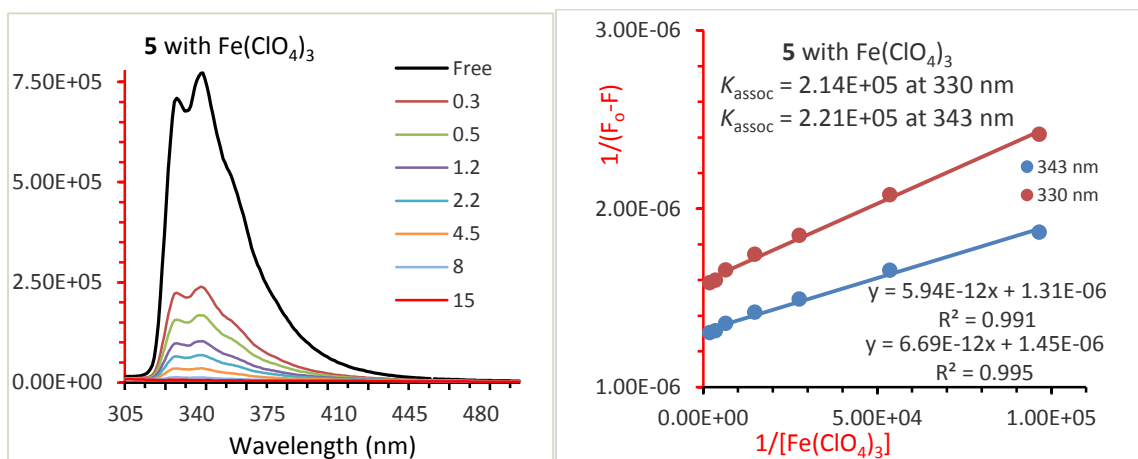 5 with Fe(ClO4)3
7.50E+05
5.00E+05
2.50E+05
0.00E+00
305 340 375 410 445 480
Wavelength (nm)
Free
0.3
0.5
1.2
2.2
4.5
8
15
3.00E-06
2.00E-06
1.00E-06
1/(Fo-F)
5 with Fe(ClO4)3
Kassoc = 2.14E+05 at 330 nm
Kassoc = 2.21E+05 at 343 nm
343 nm
330 nm
y = 5.94E-12x + 1.31E-06
R² = 0.991
y = 6.69E-12x + 1.45E-06
R² = 0.995
0.00E+00 5.00E+04 1.00E+05
1/[Fe(ClO4)3]